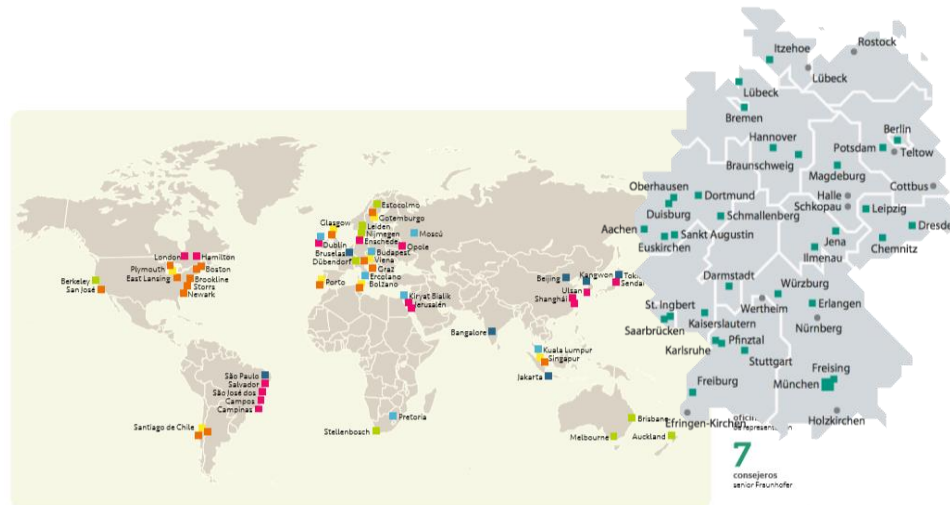 Itzehoe
Rostock
Lübeck
Lübeck
Bremen
Hannover
Berlin
Potsdam
Teltow
Braunschweig
Magdeburg
Cottbus
Oberhausen
Dortmund
Halle
Schkopau
Leipzig
Duisburg
Schmallenberg
Dresde
Aachen
Sankt Augustin
Euskirchen
Jena
Chemnitz
Ilmenau
Darmstadt
Würzburg
St. Ingbert
Wertheim
Erlangen
Saarbrücken
Kaiserslautern
Nürnberg
Karlsruhe
Pfinztal
Stuttgart
Freising
Freiburg
München
Efringen-Kirchen
Holzkirchen
Estocolmo
Gotemburgo
Glasgow
Leiden
Nijmegen
Moscú
Enschede
Dublín
Opole
Bruselas
Budapest
Dübendorf
Viena
Graz
Ercolano
Porto
Bolzano
London
Hamilton
Plymouth
Boston
East Lansing
Brookline
Berkeley
Storrs
San José
Newark
Kiryat Bialik
Jerusalén
Beijing
Kangwon
Tokio
Sendai
Ulsan
Shanghái
Bangalore
Kuala Lumpur
Singapur
Jakarta
São Paulo
Salvador
São José dos
Campos
Campinas
Santiago de Chile
Pretoria
Stellenbosch
Brisbane
Melbourne
Auckland
7
consejeros
senior Fraunhofer